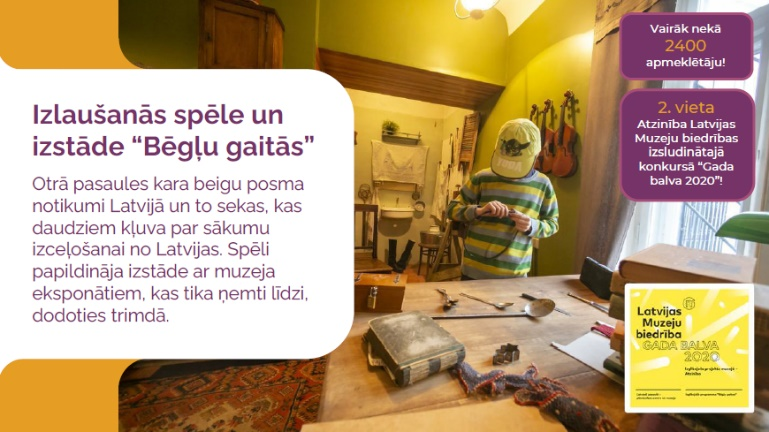 Izlaušanās spēle un
izstāde “Bēgļu gaitās”
Otrā pasaules kara beigu posma
notikumi Latvijā un to sekas, kas
daudziem kļuva par sākumu
izceļošanai no Latvijas. Spēli
papildināja izstāde ar muzeja
eksponātiem, kas tika ņemti līdzi,
dodoties trimdā.
Vairāk nekā
2400
apmeklētāju!
2. vieta
Atzinība Latvijas
Muzeju biedrības
izsludinātajā
konkursā “Gada
balva 2020”!
Latvijas
Muzeju
biedrība
GADA BALVA
2020
Atzinība